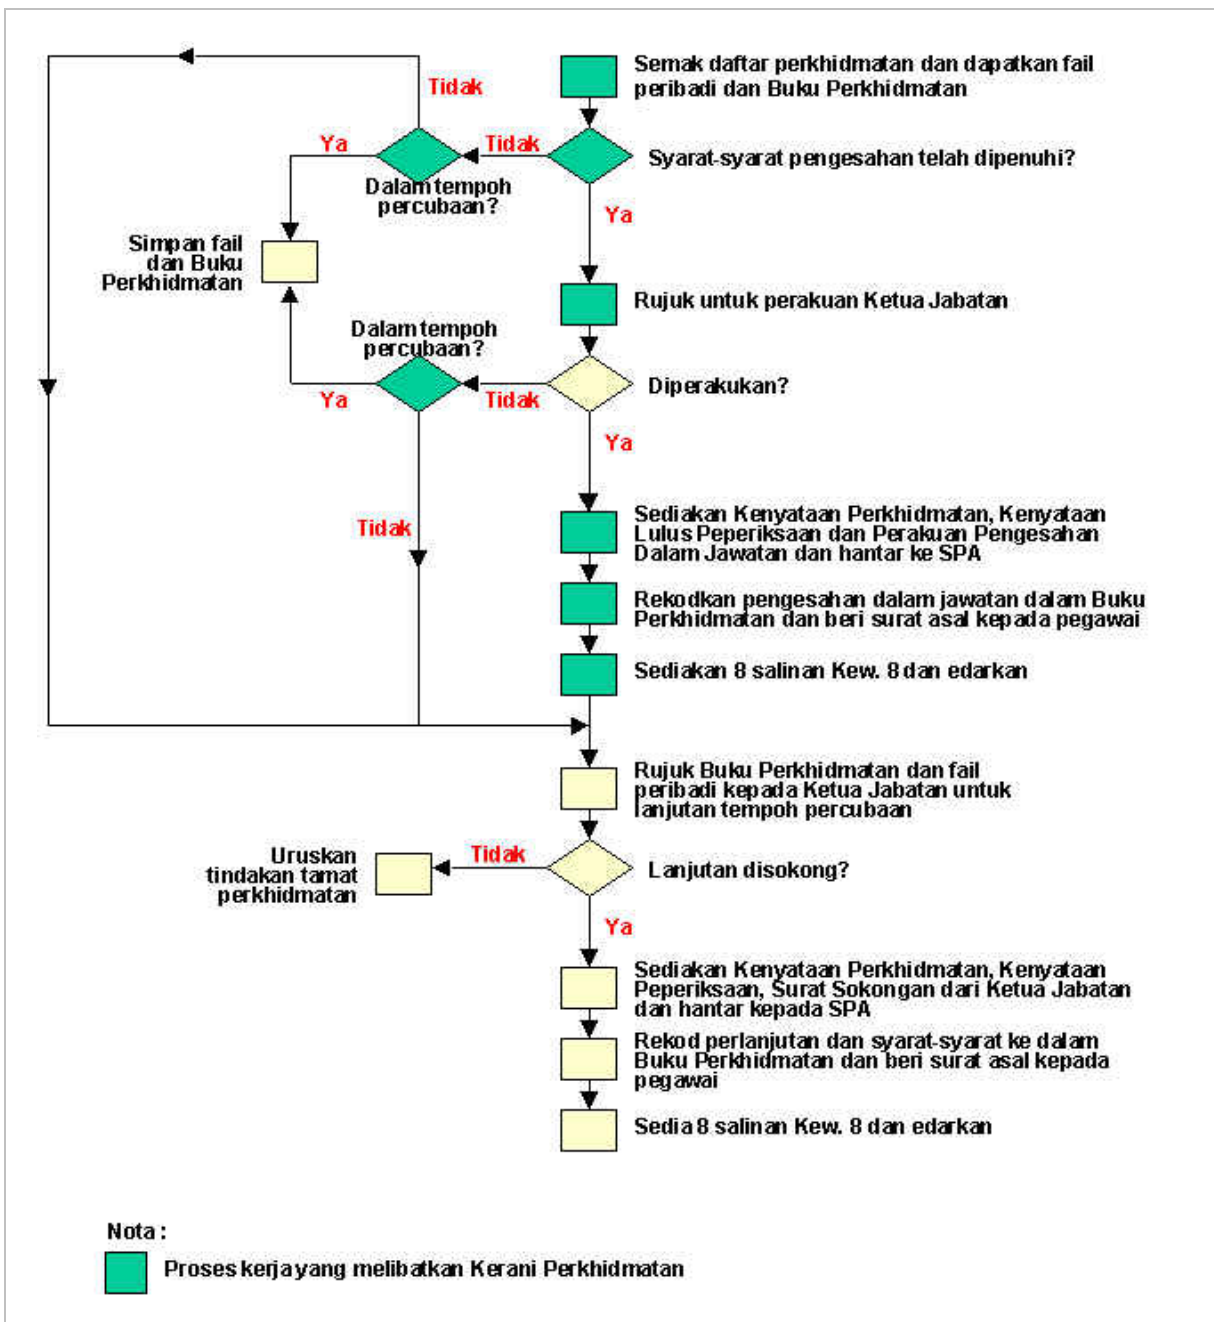 Semak daftar perkhidmatan dan dapatkan fail
peribadi dan Buku Perkhidmatan
Tidak
Ya
Tidak
Syarat-syarat pengesahan telah dipenuhi?
Dalam tempoh
percubaan?
Ya
Simpan fail
dan Buku
Perkhidmatan
Rujuk untuk perakuan Ketua Jabatan
Dalam tempoh
percubaan?
Ya
Tidak
Diperakukan?
Ya
Tidak
Sediakan Kenyataan Perkhidmatan, Kenyataan
Lulus Peperiksaan dan Perakuan Pengesahan
Dalam Jawatan dan hantar ke SPA
Rekodkan pengesahan dalam jawatan dalam Buku
Perkhidmatan dan beri surat asal kepada pegawai
Sediakan 8 salinan Kew. 8 dan edarkan
Rujuk Buku Perkhidmatan dan fail
peribadi kepada Ketua Jabatan untuk
lanjutan tempoh percubaan
Uruskan
tindakan tamat
perkhidmatan
Tidak
Lanjutan disokong?
Ya
Sediakan Kenyataan Perkhidmatan, Kenyataan
Peperiksaan, Surat Sokongan dari Ketua Jabatan
dan hantar kepada SPA
Rekod perlanjutan dan syarat-syarat ke dalam
Buku Perkhidmatan dan beri surat asal kepada
pegawai
Sedia 8 salinan Kew. 8 dan edarkan
Nota :
Proses kerja yang melibatkan Kerani Perkhidmatan